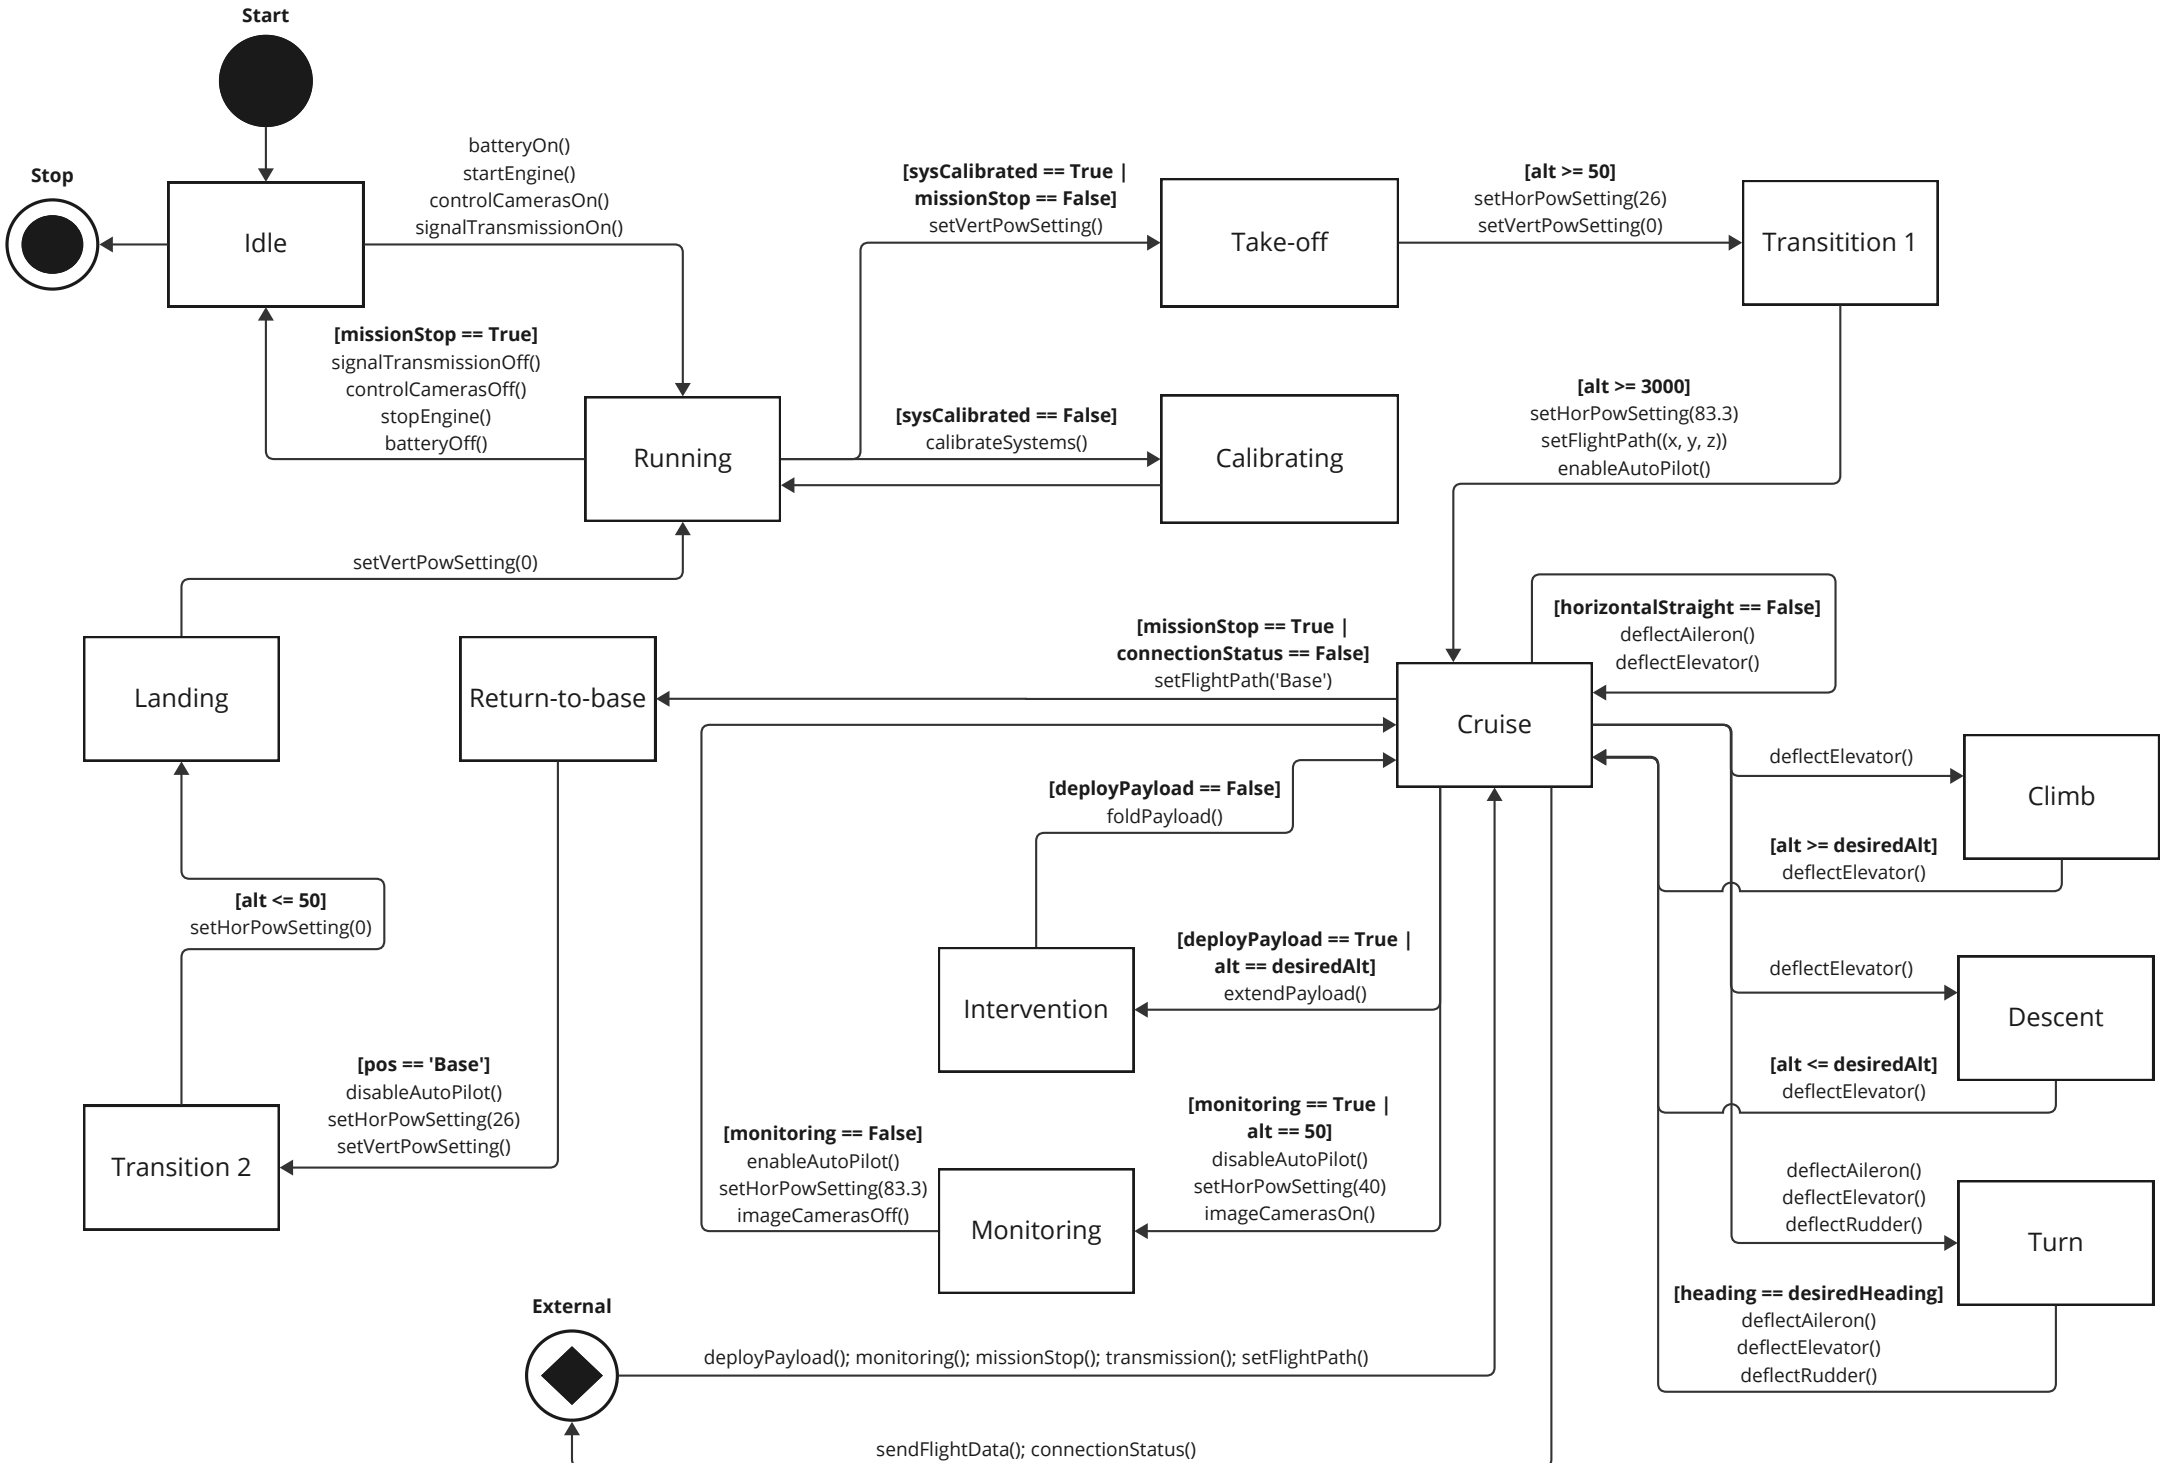 Start
Stop
Idle
batteryOn()
startEngine()
controlCamerasOn()
signalTransmissionOn()
[missionStop == True]
signalTransmissionOff()
controlCamerasOff()
stopEngine()
batteryOff()
Running
[sysCalibrated == True |
missionStop == False]
setVertPowSetting()
Take-off
[alt >= 50]
setHorPowSetting(26)
setVertPowSetting(0)
Transitition 1
[sysCalibrated == False]
calibrateSystems()
Calibrating
[alt >= 3000]
setHorPowSetting(83.3)
setFlightPath((x, y, z))
enableAutoPilot()
setVertPowSetting(0)
Landing
Return-to-base
[missionStop == True |
connectionStatus == False]
setFlightPath('Base')
[horizontalStraight == False]
deflectAileron()
deflectElevator()
Cruise
deflectElevator()
Climb
[alt >= desiredAlt]
deflectElevator()
[deployPayload == False]
foldPayload()
[alt <= 50]
setHorPowSetting(0)
[deployPayload == True |
alt == desiredAlt]
extendPayload()
Intervention
deflectElevator()
Descent
[alt <= desiredAlt]
deflectElevator()
[pos == 'Base']
disableAutoPilot()
setHorPowSetting(26)
setVertPowSetting()
Transition 2
[monitoring == False]
enableAutoPilot()
setHorPowSetting(83.3)
imageCamerasOff()
Monitoring
[monitoring == True |
alt == 50]
disableAutoPilot()
setHorPowSetting(40)
imageCamerasOn()
deflectAileron()
deflectElevator()
deflectRudder()
Turn
[heading == desiredHeading]
deflectAileron()
deflectElevator()
deflectRudder()
External
deployPayload(); monitoring(); missionStop(); transmission(); setFlightPath()
sendFlightData(); connectionStatus()